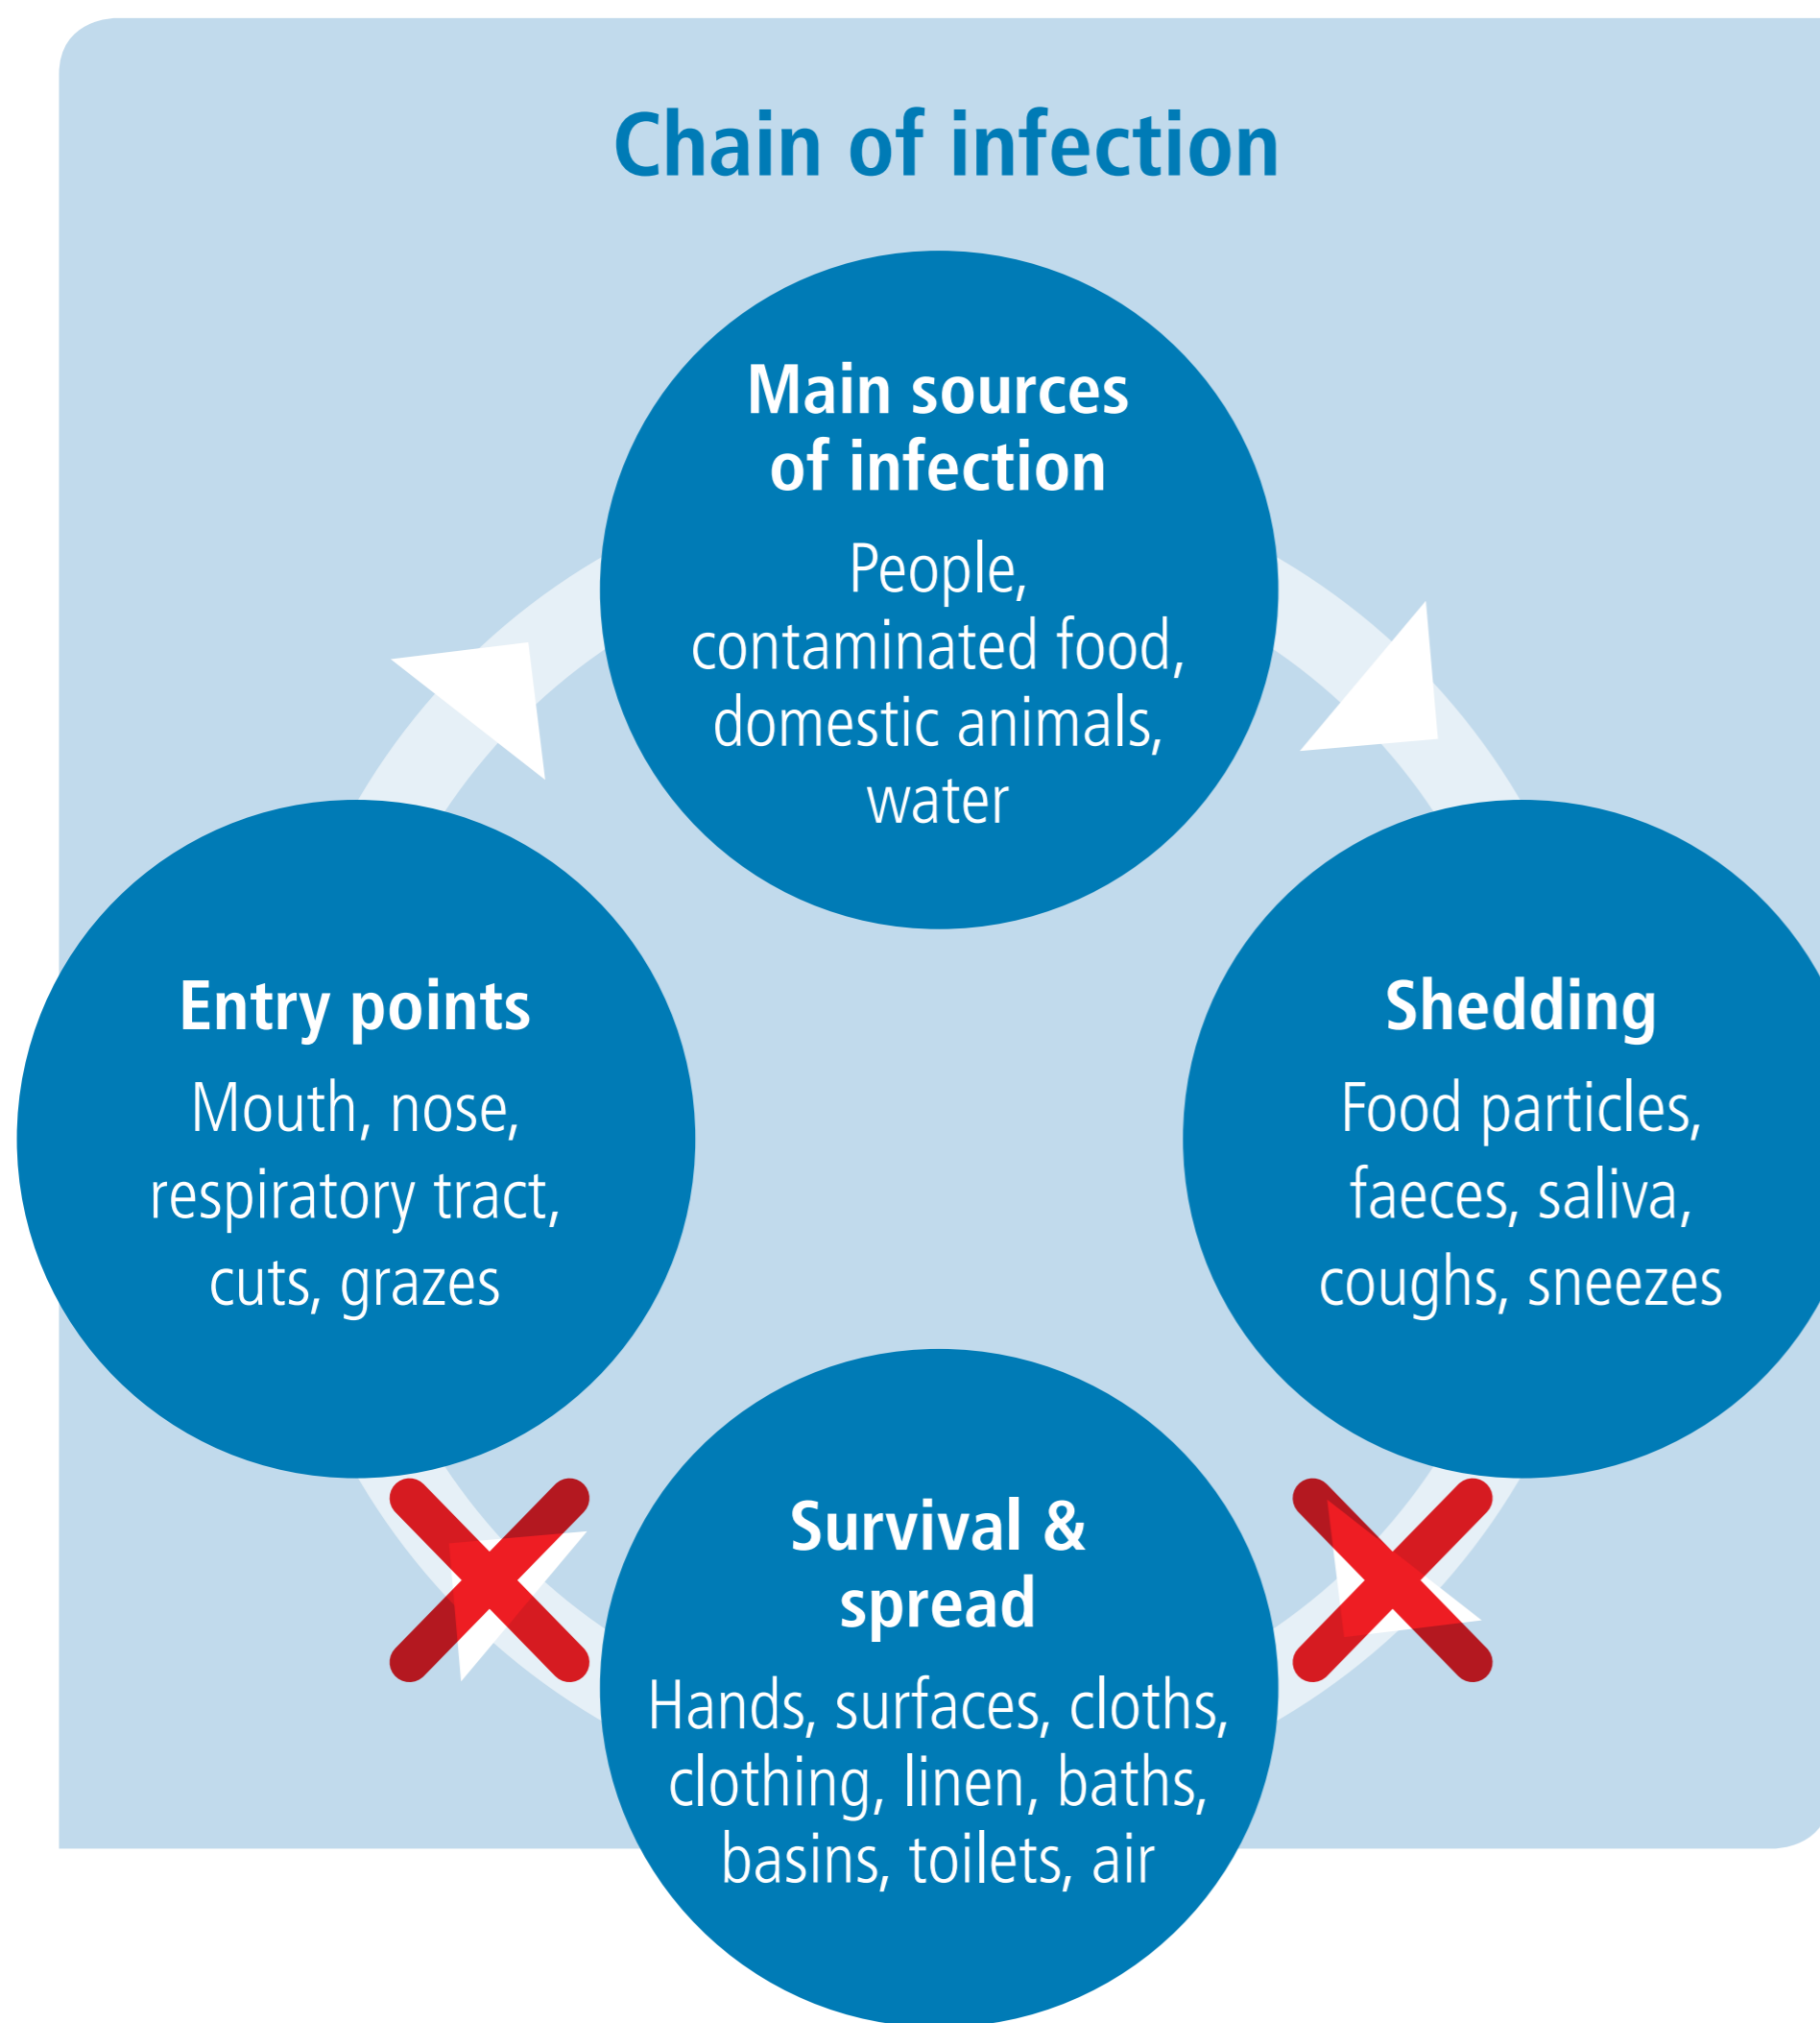 Chain of infection
Main sources
of infection
People,
contaminated food,
domestic animals,
water
Entry points
Mouth, nose,
respiratory tract,
cuts, grazes
Shedding
Food particles,
faeces, saliva,
coughs, sneezes
Survival &
spread
Hands, surfaces, cloths,
clothing, linen, baths,
basins, toilets, air